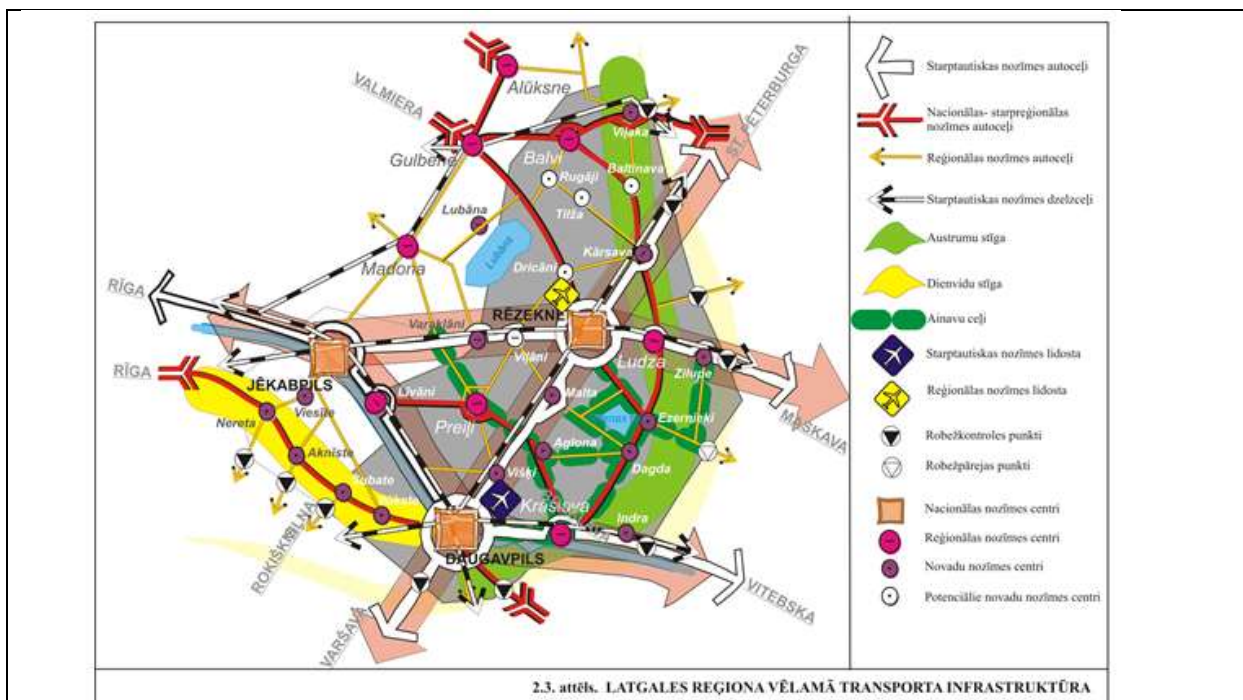 Alūksne
VALMIERA
ST. PETERBURGA
Viļaka
Gulbene
Balvi
Baltinava
Rugāji
Tilža
Lubāna
Lubāns
Kārsava
Madona
Dricāni
RĪGA
RĒZEKNE
Varakļāni
Viļāni
Ludza
Zilupe
RĪGA
JĒKABPILS
Malta
MASKAVA
Līvāni
Viesīte
Nereta
Preiļi
Ezernieki
Aglona
Akniste
Dagda
Višķi
Subate
Krāslava
Indra
DAUGAVPILS
VITEBSKA
VARŠAVA
Starptautiskas nozīmes autoceļi
Nacionālas- starpreģionālas
nozīmes autoceļi
Reģionālas nozīmes autoceļi
Starptautiskas nozīmes dzelzceļi
Austrumu stīga
Dienvidu stīga
Ainavu ceļi
Starptautiskas nozīmes lidosta
Reģionālas nozīmes lidosta
Robežkontroles punkti
Robežpārejas punkti
Nacionālas nozīmes centri
Reģionālas nozīmes centri
Novadu nozīmes centri
Potenciālie novadu nozīmes centri
2.3. attēls. LATGALES REĢIONA VĒLAMĀ TRANSPORTA INFRASTRUKTŪRA